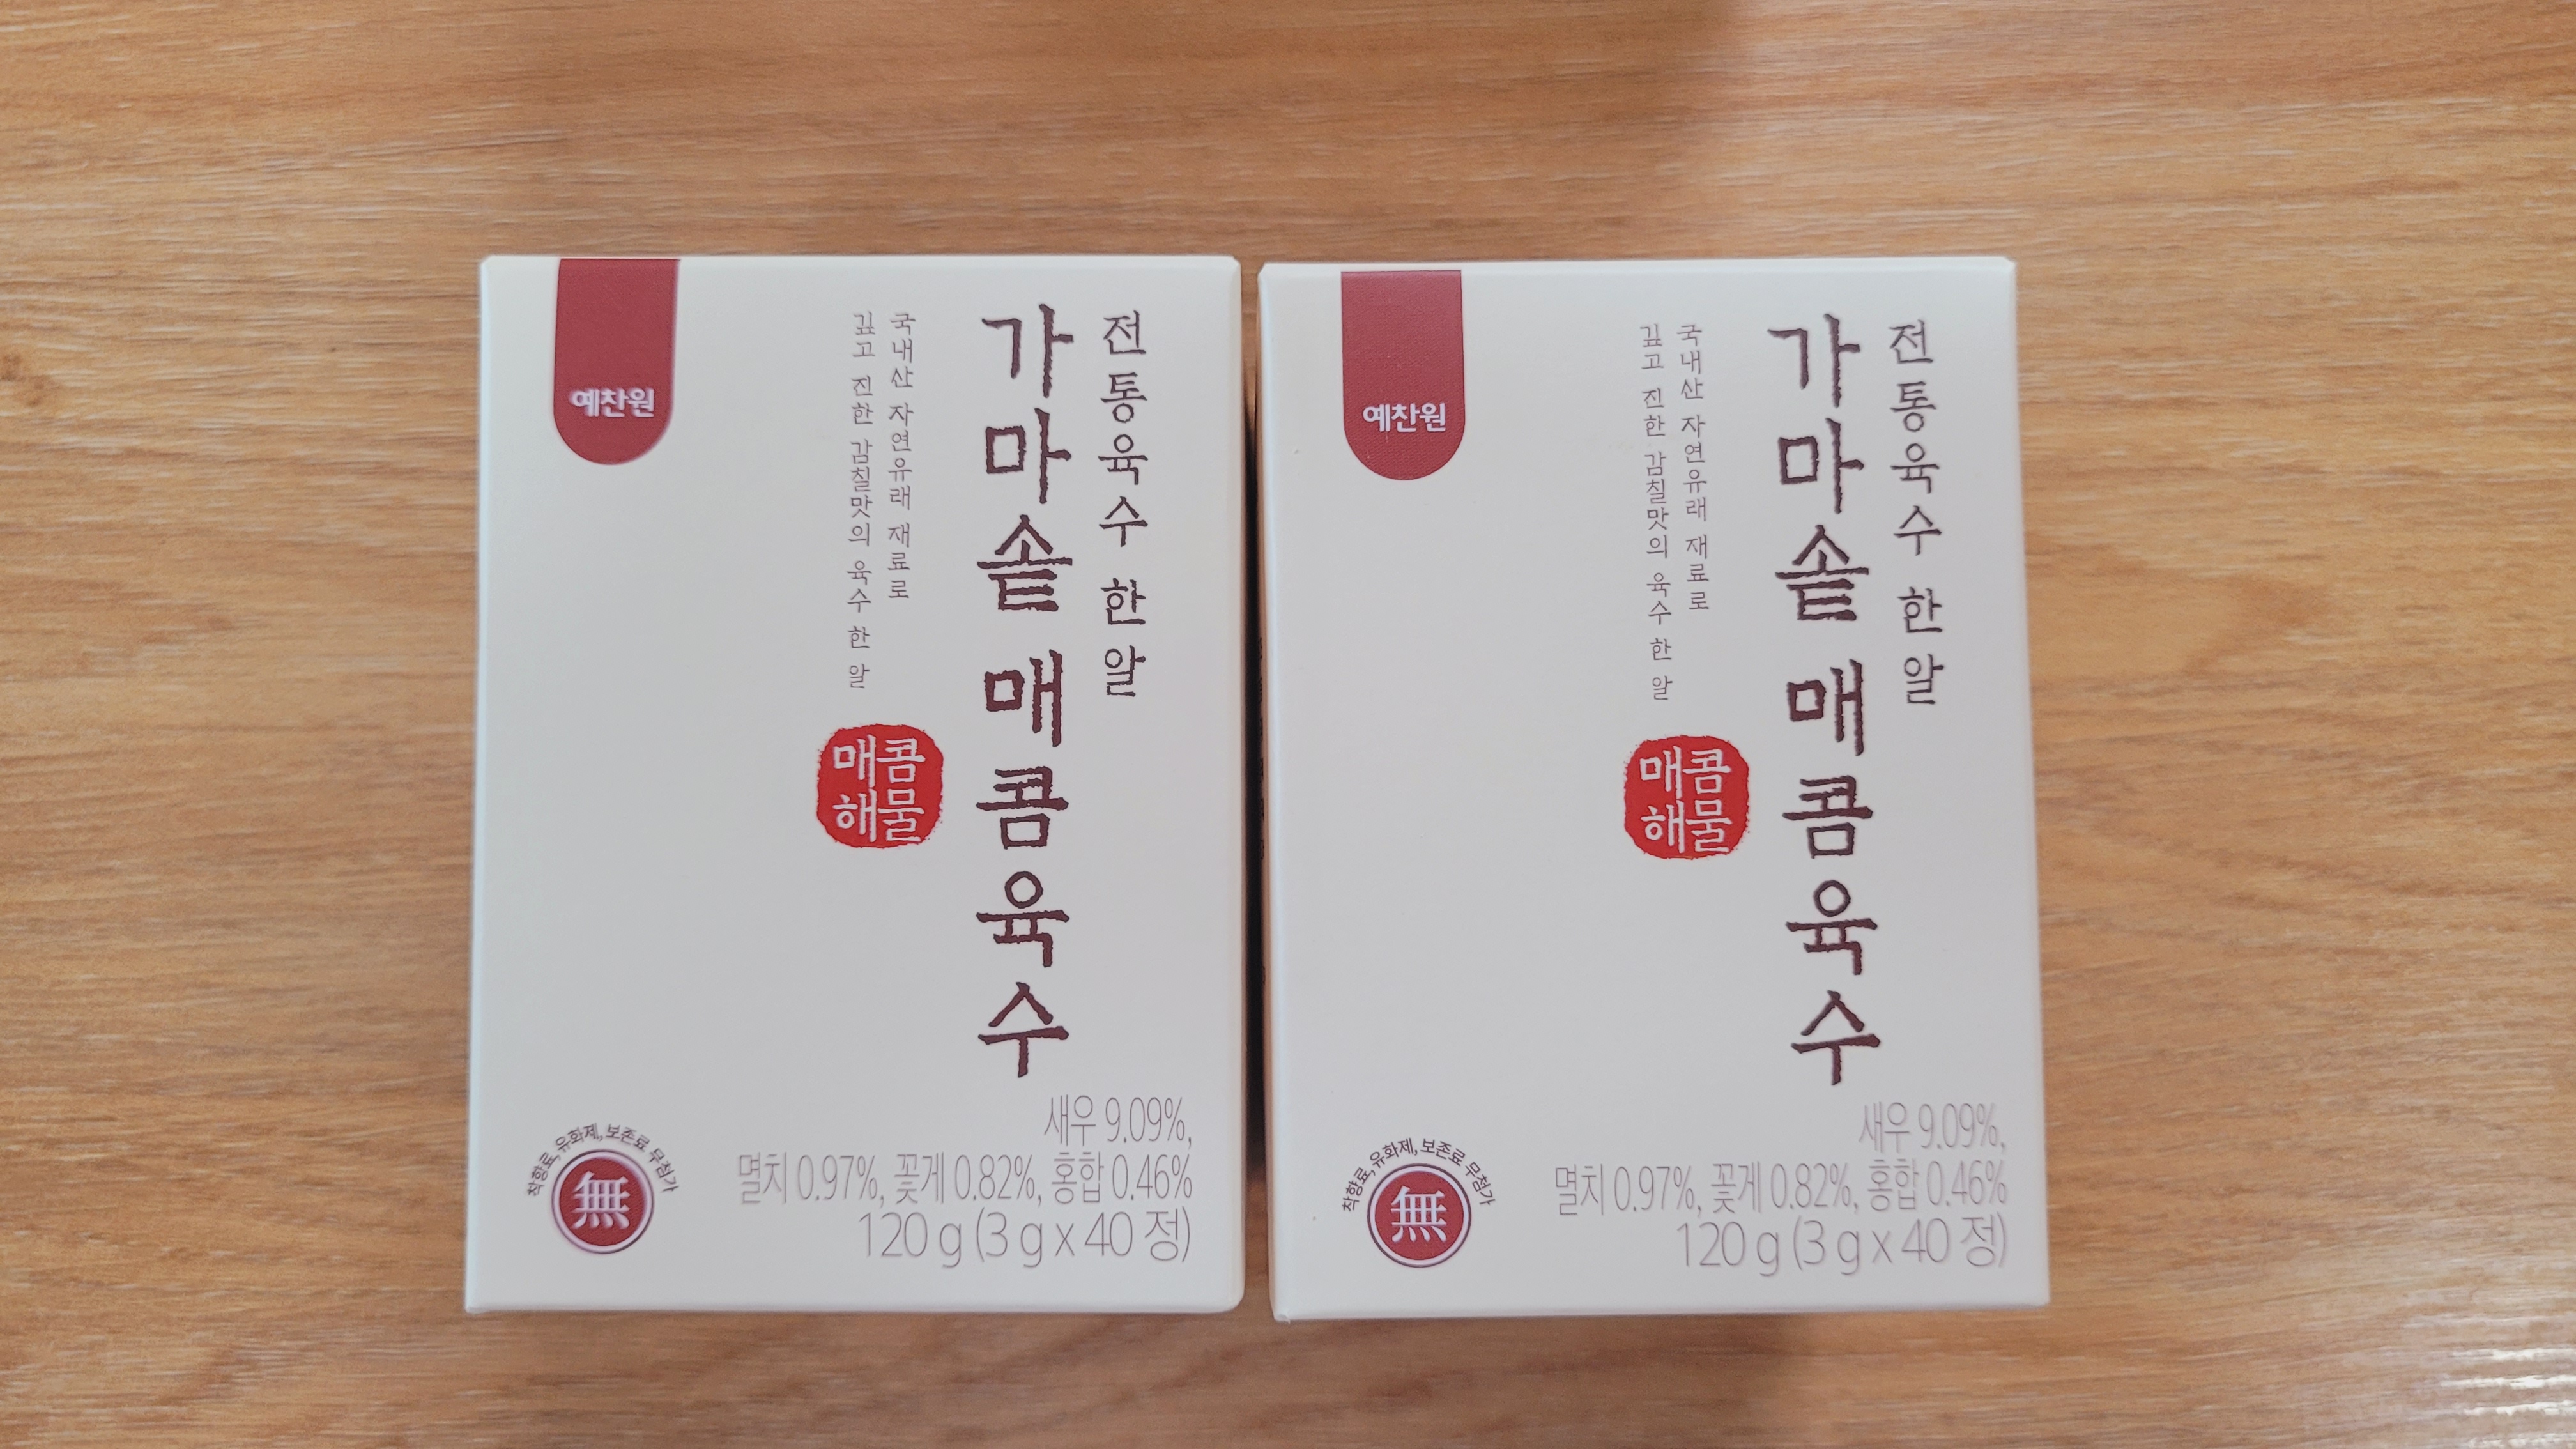 전통육수 한 알
가마솥 매콤육수
국내산 자연유래 재료로
깊고 진한 감칠맛의 육수 한 알
매콤
해물
예찬원
착향료, 유화제, 보존료 무첨가
無
새우 9.09%,
멸치 0.97%, 꽃게 0.82%, 홍합 0.46%
120 g (3 g x 40 정)
전통육수 한 알
가마솥 매콤육수
국내산 자연유래 재료로
깊고 진한 감칠맛의 육수 한 알
매콤
해물
예찬원
착향료, 유화제, 보존료 무첨가
無
새우 9.09%,
멸치 0.97%, 꽃게 0.82%, 홍합 0.46%
120 g (3 g x 40 정)